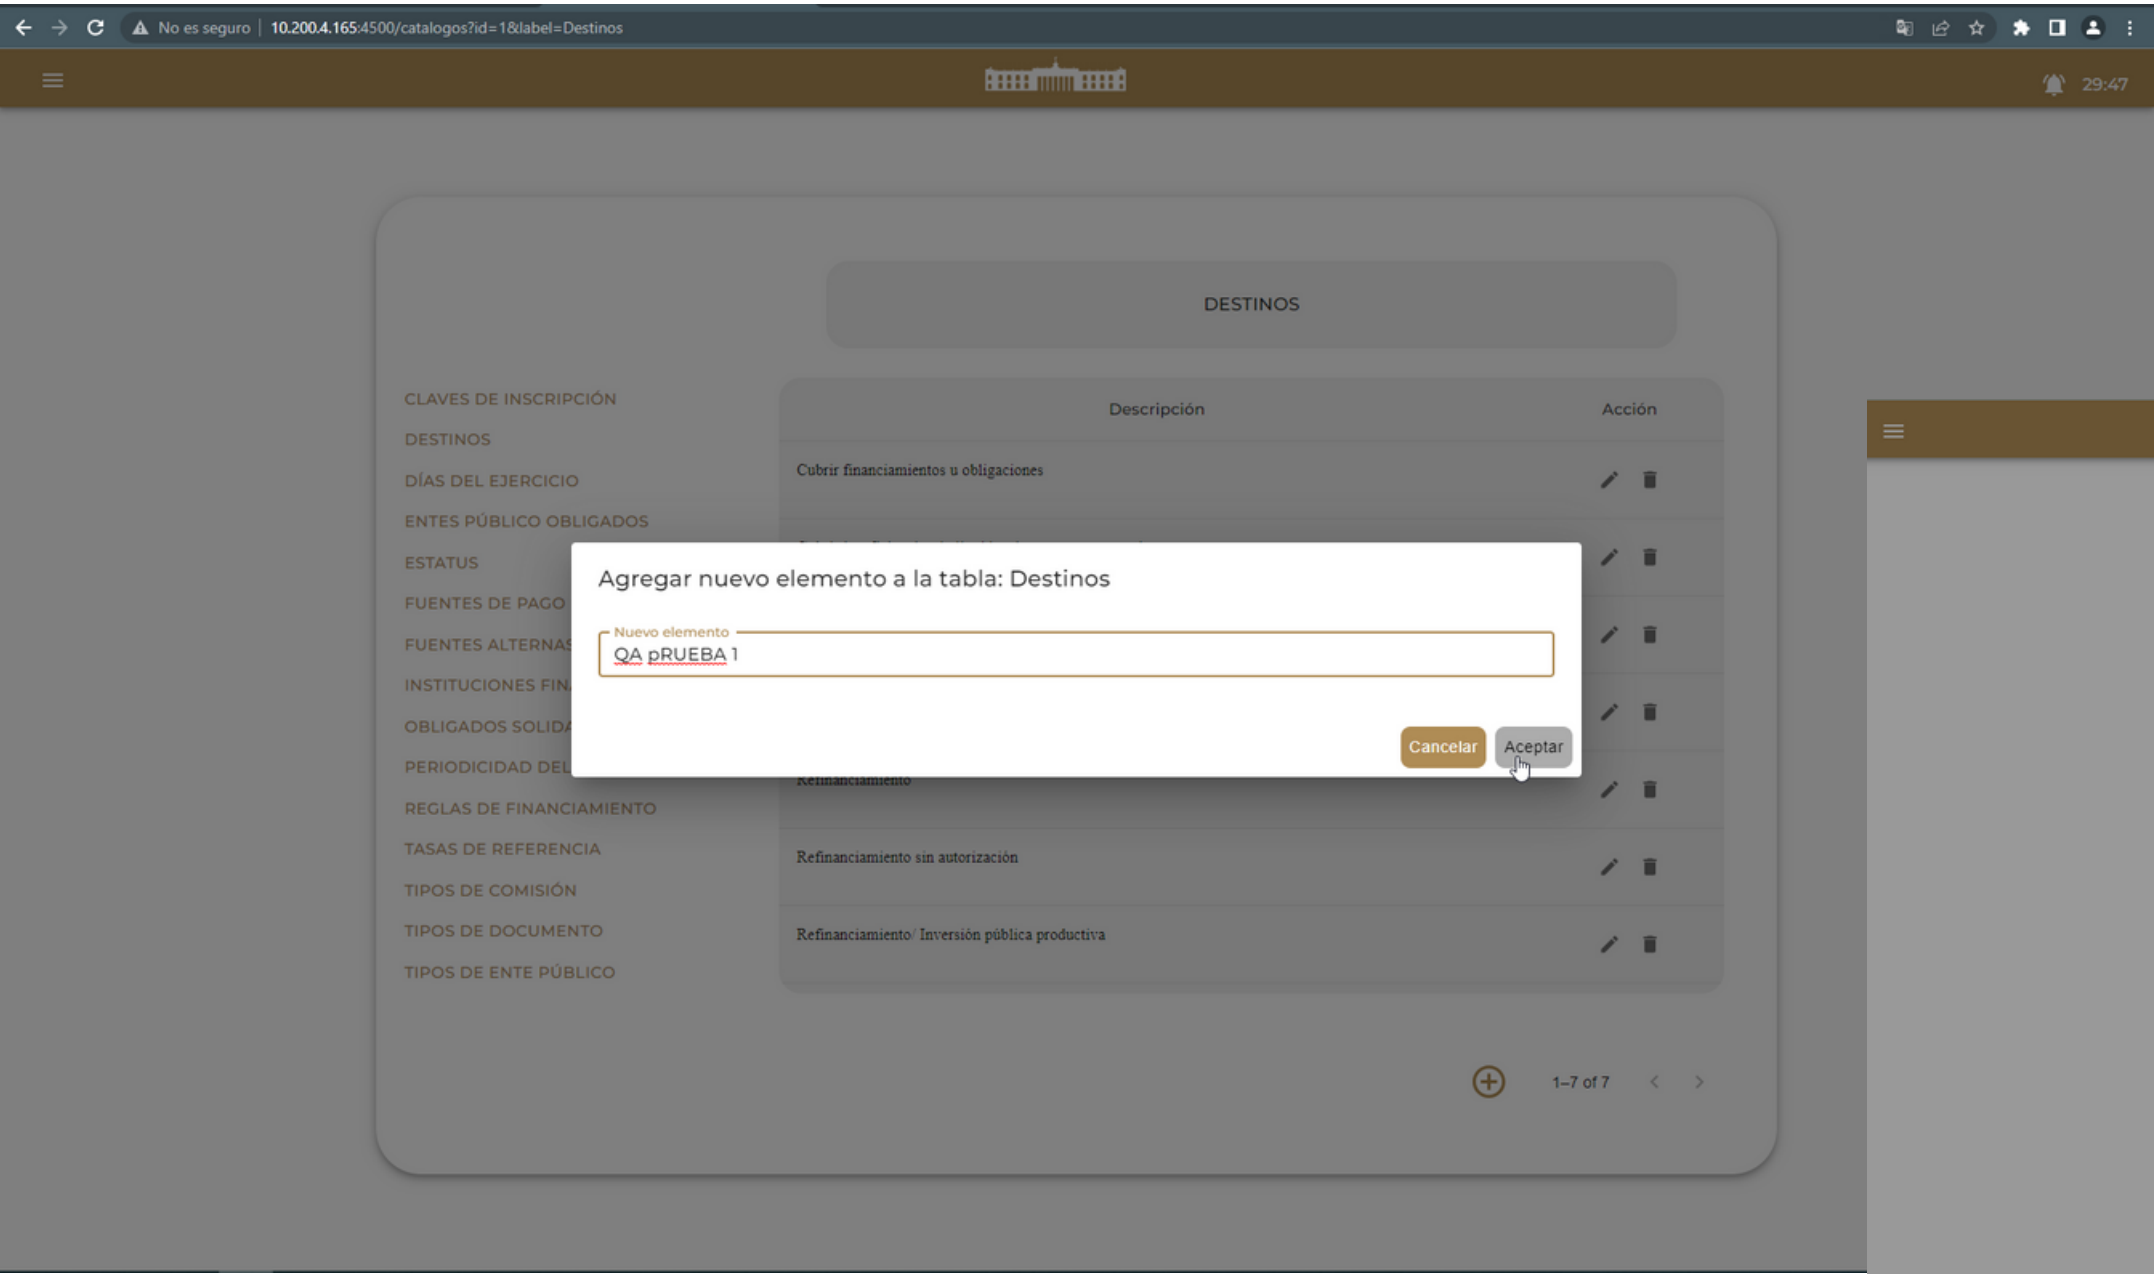 No es seguro | 10.200.4.165:4500/catalogos?id=1&label=Destinos
29:47
DESTINOS
CLAVES DE INSCRIPCIÓN
DESTINOS
DÍAS DEL EJERCICIO
ENTES PÚBLICO OBLIGADOS
ESTATUS
FUENTES DE PAGO
FUENTES ALTERNAS
INSTITUCIONES FIN
OBLIGADOS SOLIDA
PERIODICIDAD DEL
REGLAS DE FINANCIAMIENTO
TASAS DE REFERENCIA
TIPOS DE COMISIÓN
TIPOS DE DOCUMENTO
TIPOS DE ENTE PÚBLICO
Descripción Acción
Cubrir financiamientos u obligaciones
Agregar nuevo elemento a la tabla: Destinos
Nuevo elemento
QA pRUEBA 1
Cancelar Aceptar
Refinanciamiento
Refinanciamiento sin autorización
Refinanciamiento/ Inversión pública productiva
1–7 of 7